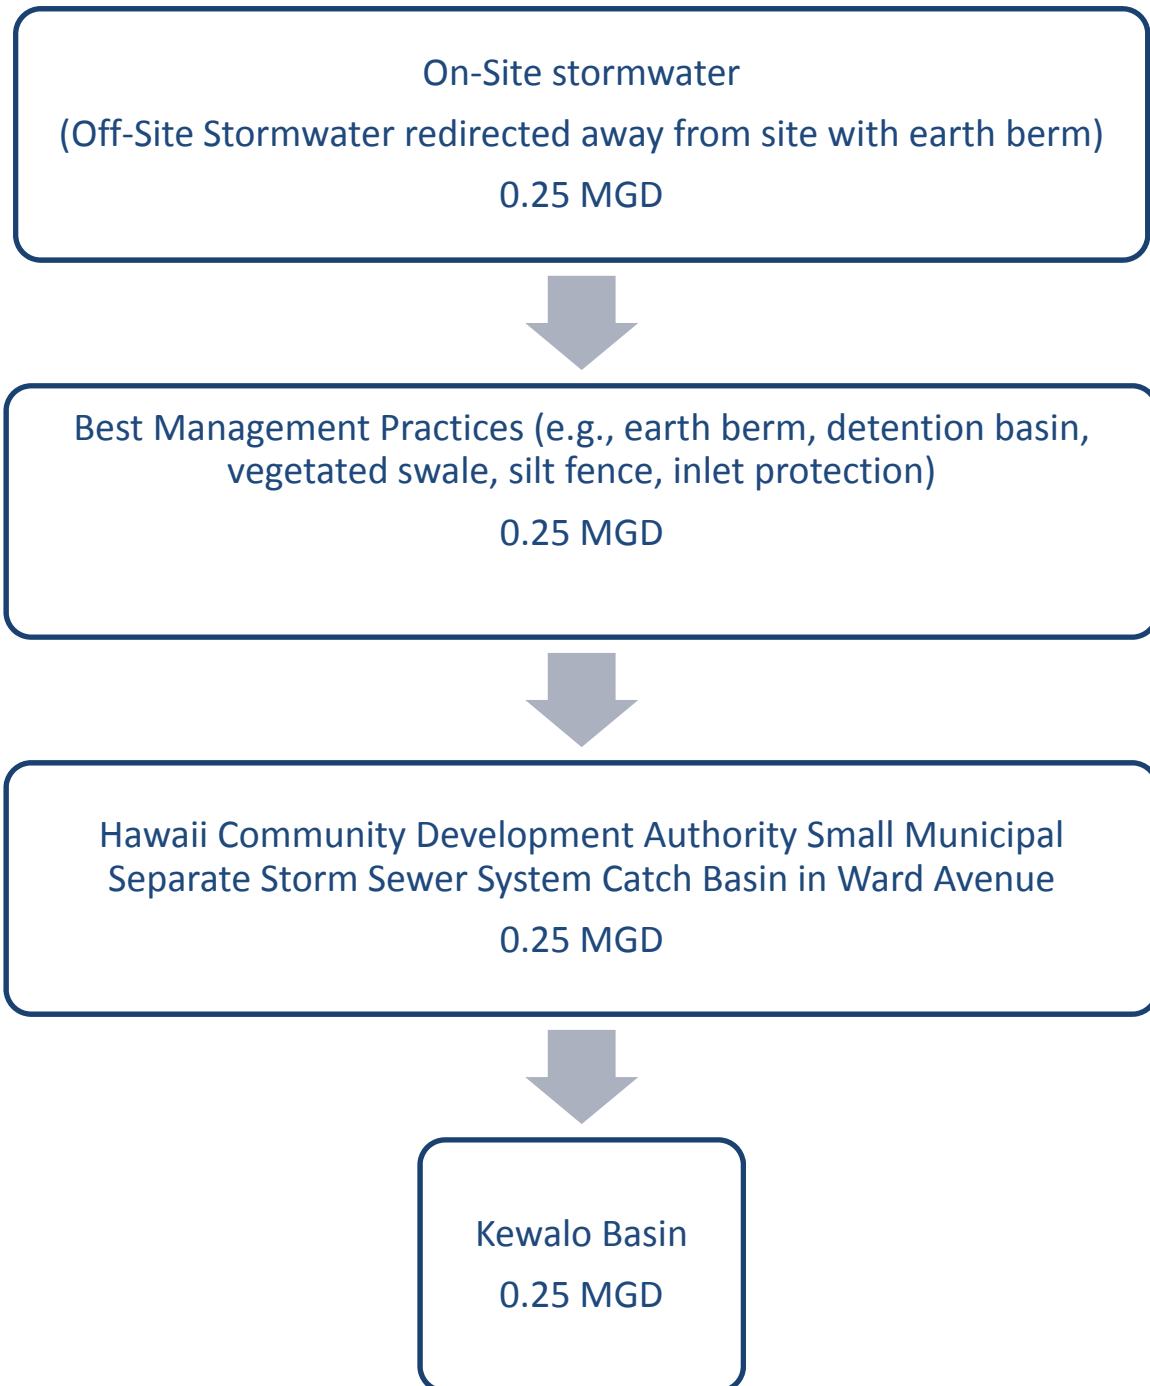 On-Site stormwater
(Off-Site Stormwater redirected away from site with earth berm)
0.25 MGD
Best Management Practices (e.g., earth berm, detention basin,
vegetated swale, silt fence, inlet protection)
0.25 MGD
Hawaii Community Development Authority Small Municipal
Separate Storm Sewer System Catch Basin in Ward Avenue
0.25 MGD
Kewalo Basin
0.25 MGD